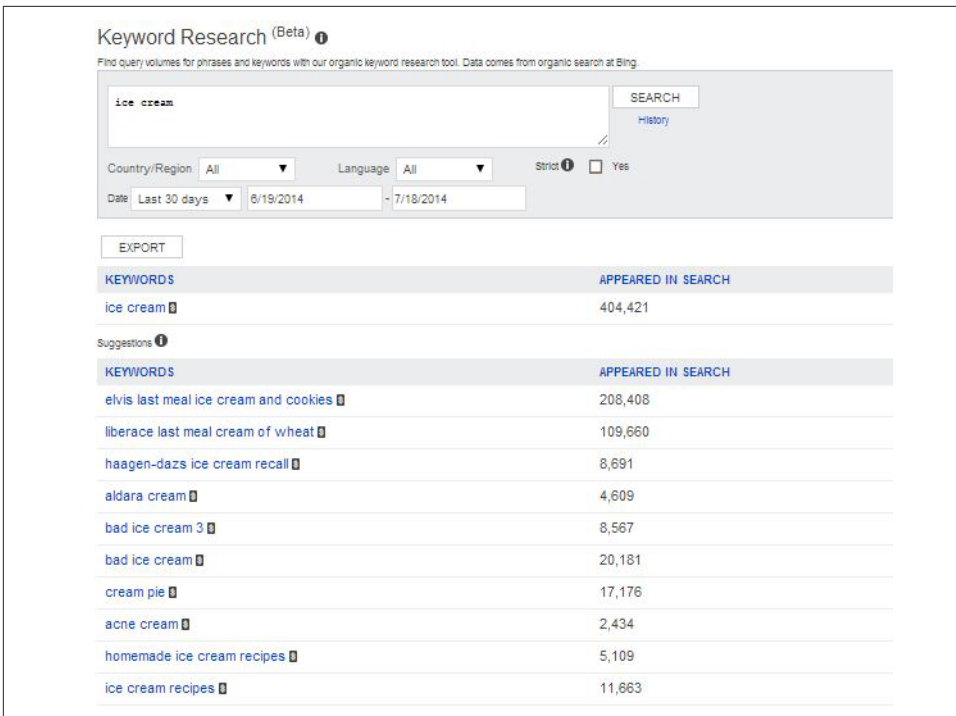 Keyword Research (Beta)
Find query volumes for phrases and keywords with our organic keyword research tool. Data comes from organic search at Bing.
ice cream
SEARCH
History
Country/Region All Language All Strict Yes
Date Last 30 days 6/19/2014 - 7/18/2014
EXPORT
KEYWORDS APPEARED IN SEARCH
ice cream 404,421
Suggestions
KEYWORDS APPEARED IN SEARCH
elvis last meal ice cream and cookies 208,408
liberace last meal cream of wheat 109,660
haagen-dazs ice cream recall 8,691
aldara cream 4,609
bad ice cream 3 8,567
bad ice cream 20,181
cream pie 17,176
acne cream 2,434
homemade ice cream recipes 5,109
ice cream recipes 11,663